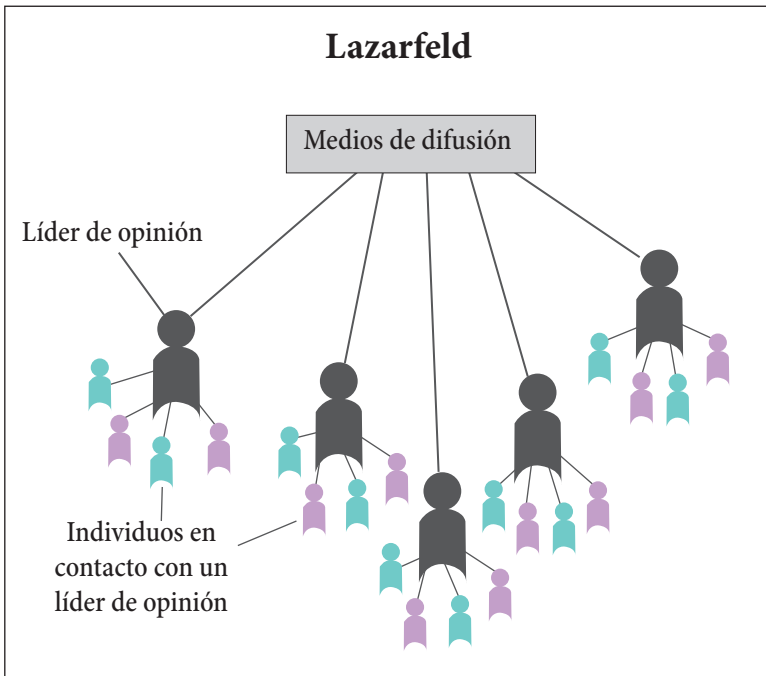 Lazarfeld
Medios de difusión
Líder de opinión
Individuos en
contacto con un
líder de opinión